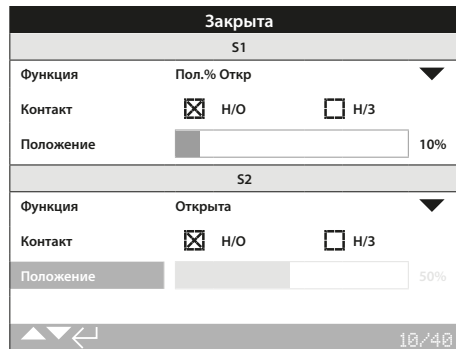 Закрыта
S1
Функция Пол.% Откр
Контакт Н/О Н/З
Положение 10%
S2
Функция Открыта
Контакт Н/О Н/З
Положение 50%
10/40